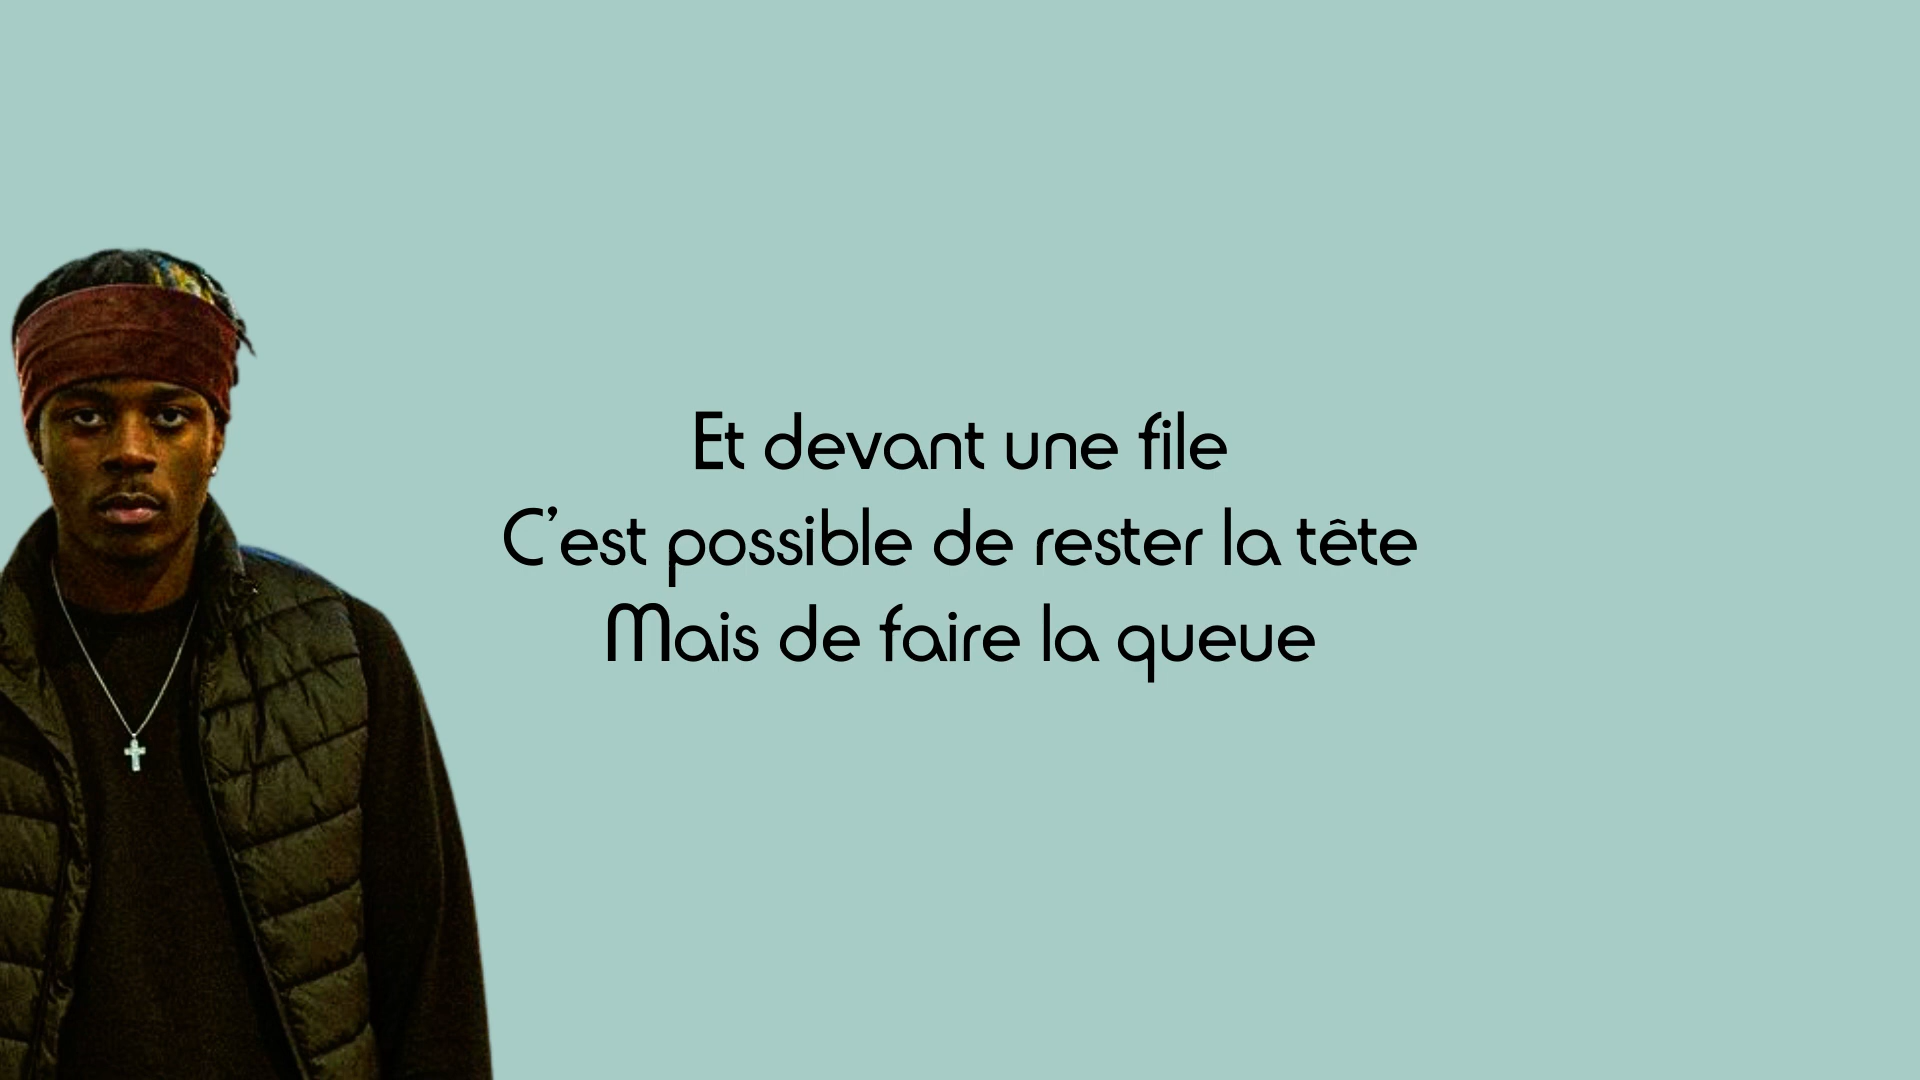 Et devant une file
C'est possible de rester la tête
Mais de faire la queue